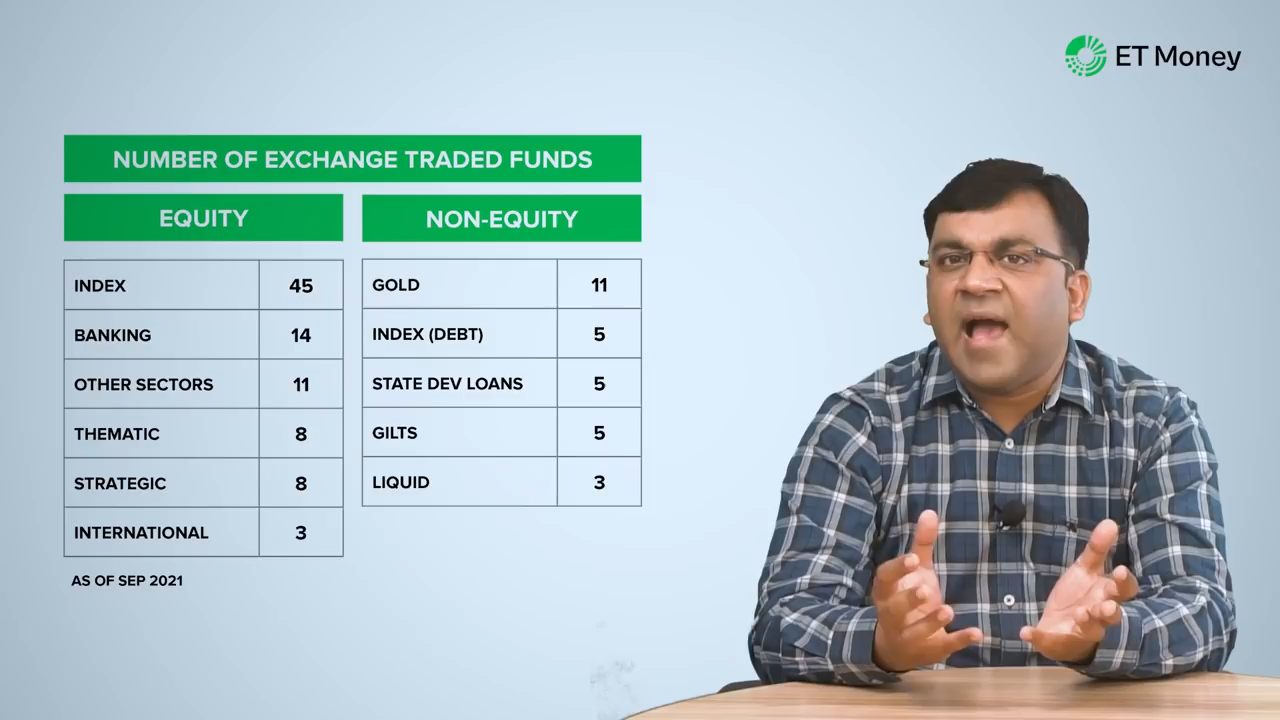 ET Money
NUMBER OF EXCHANGE TRADED FUNDS
EQUITY
INDEX 45
BANKING 14
OTHER SECTORS 11
THEMATIC 8
STRATEGIC 8
INTERNATIONAL 3
AS OF SEP 2021
NON-EQUITY
GOLD 11
INDEX (DEBT) 5
STATE DEV LOANS 5
GILTS 5
LIQUID 3